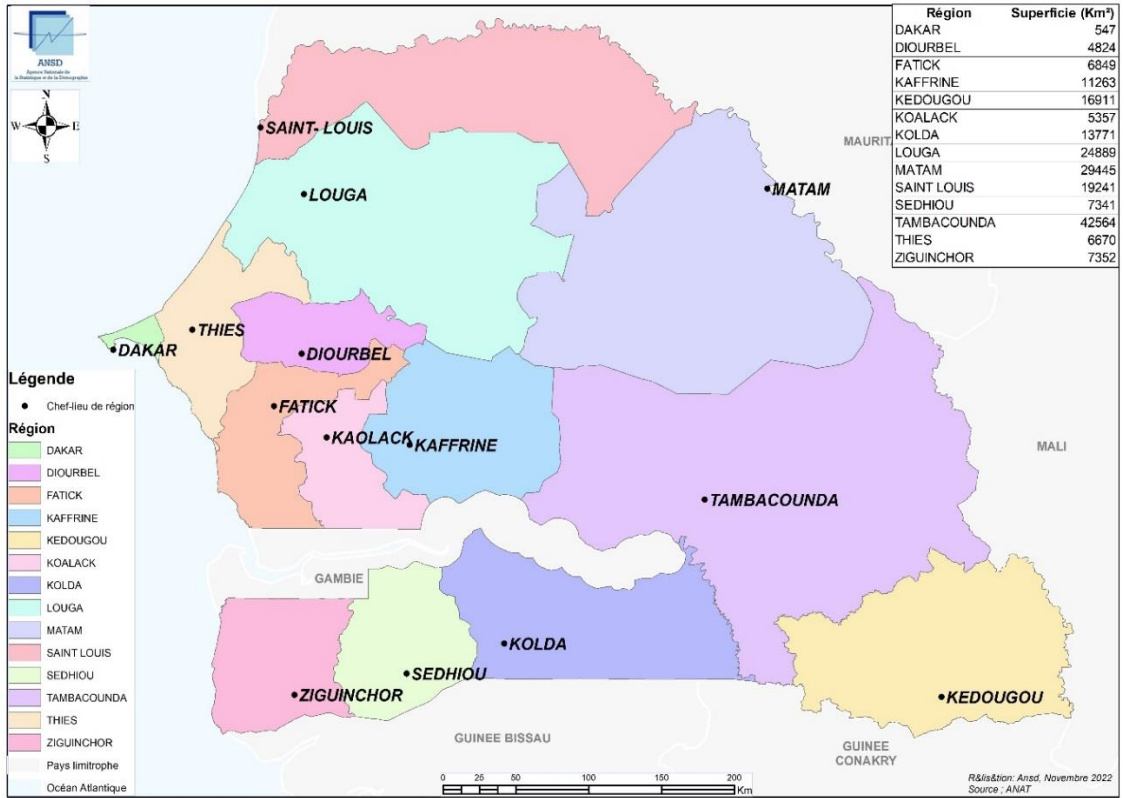 ANSD
Agence Nationale de
la Statistique et de la Démographie
N
W E
S
Région Superficie (Km²)
DAKAR 547
DIOURBEL 4824
FATICK 6849
KAFFRINE 11263
KEDOUGOU 16911
KOALACK 5357
KOLDA 13771
LOUGA 24889
MATAM 29445
SAINT LOUIS 19241
SEDHIOU 7341
TAMBACOUNDA 42564
THIES 6670
ZIGUINCHOR 7352
SAINT- LOUIS
MAURITA
LOUGA
MATAM
THIES
DAKAR
DIOURBEL
FATICK
KAOLACK
KAFFRINE
MALI
TAMBACOUNDA
GAMBIE
KOLDA
SEDHIOU
ZIGUINCHOR
KEDOUGOU
GUINEE BISSAU
GUINEE
CONAKRY
Légende
Chef-lieu de région
Région
DAKAR
DIOURBEL
FATICK
KAFFRINE
KEDOUGOU
KOALACK
KOLDA
LOUGA
MATAM
SAINT LOUIS
SEDHIOU
TAMBACOUNDA
THIES
ZIGUINCHOR
Pays limitrophe
Océan Atlantique
0 25 50 100 150 200
Km
R&lis&tion: Ansd, Novembre 2022
Source ; ANAT